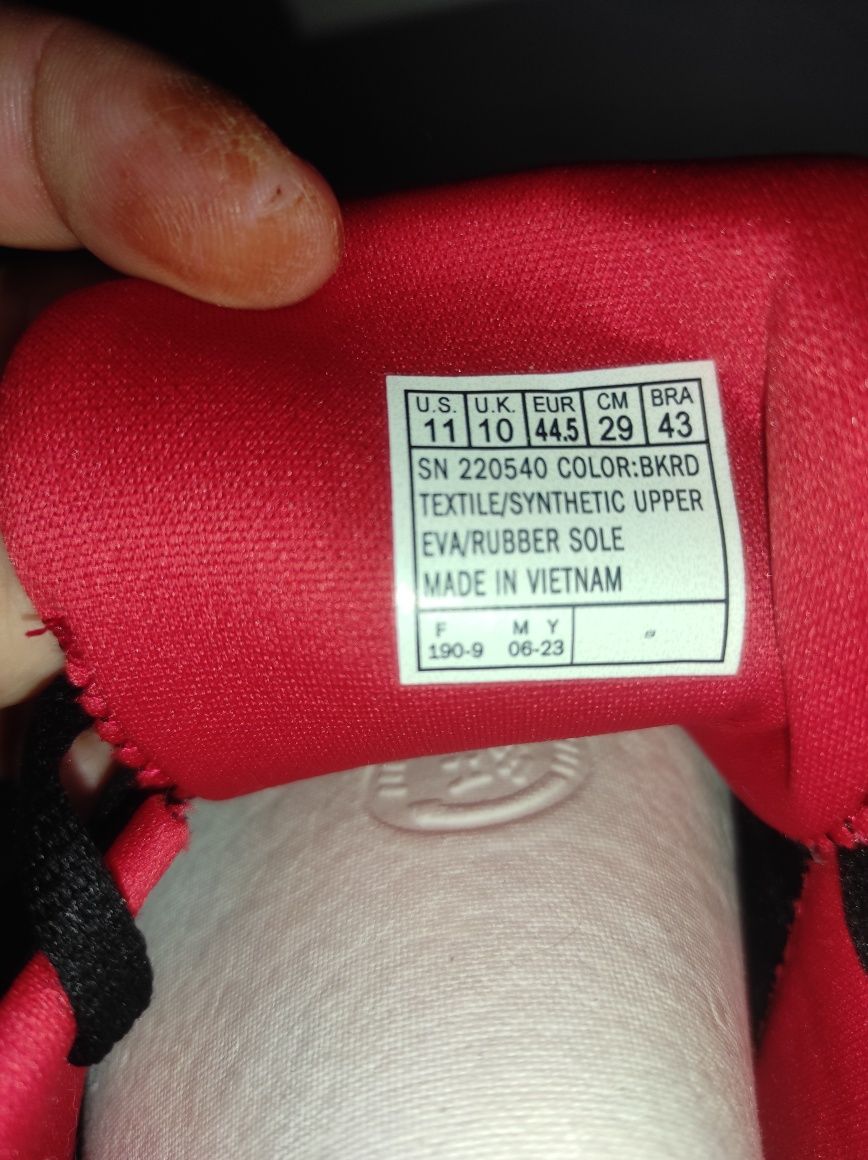 U.S. U.K. EUR CM BRA
11 10 44.5 29 43
SN 220540 COLOR:BKRD
TEXTILE/SYNTHETIC UPPER
EVA/RUBBER SOLE
MADE IN VIETNAM
F M Y
190-9 06-23